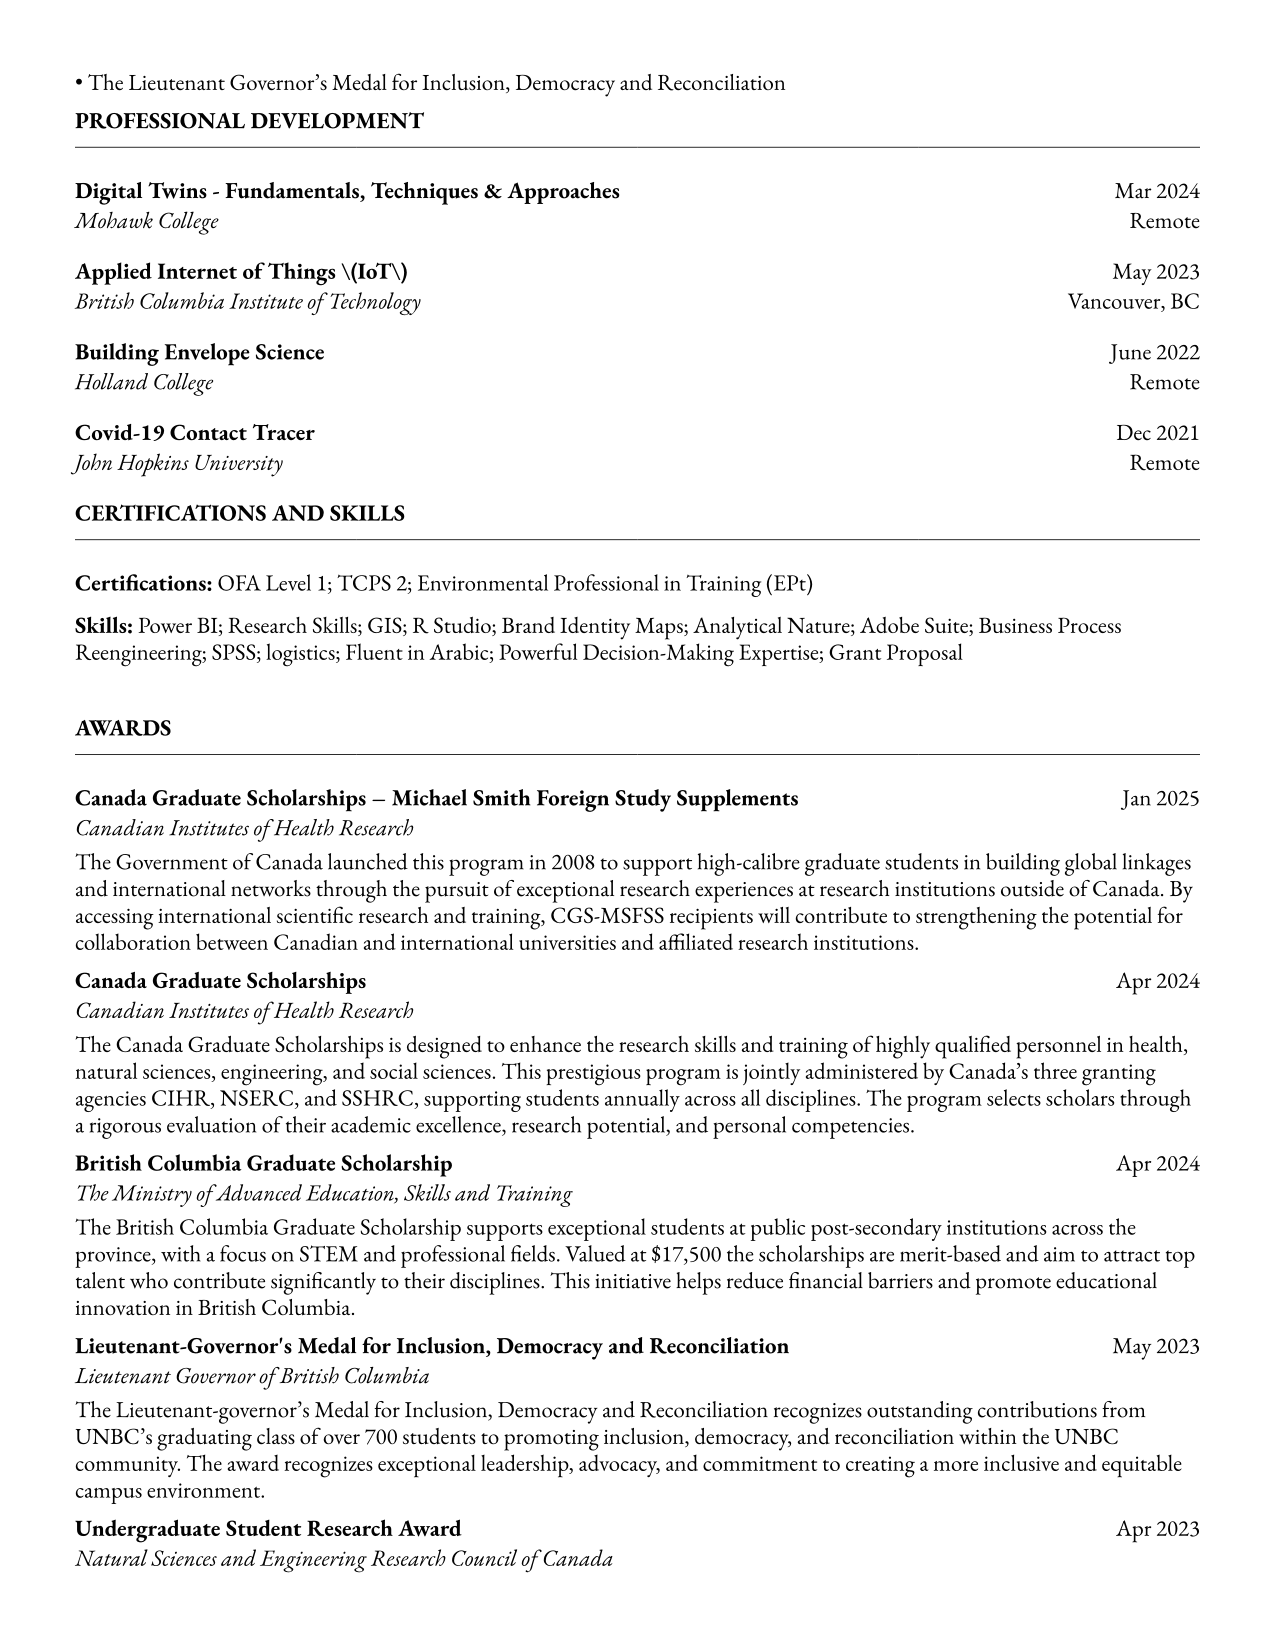 • The Lieutenant Governor’s Medal for Inclusion, Democracy and Reconciliation
PROFESSIONAL DEVELOPMENT
Digital Twins - Fundamentals, Techniques & Approaches Mar 2024
Mohawk College Remote
Applied Internet of Things \(IoT\) May 2023
British Columbia Institute of Technology Vancouver, BC
Building Envelope Science June 2022
Holland College Remote
Covid-19 Contact Tracer Dec 2021
John Hopkins University Remote
CERTIFICATIONS AND SKILLS
Certifications: OFA Level 1; TCPS 2; Environmental Professional in Training (EPt)
Skills: Power BI; Research Skills; GIS; R Studio; Brand Identity Maps; Analytical Nature; Adobe Suite; Business Process
Reengineering; SPSS; logistics; Fluent in Arabic; Powerful Decision-Making Expertise; Grant Proposal
AWARDS
Canada Graduate Scholarships – Michael Smith Foreign Study Supplements Jan 2025
Canadian Institutes of Health Research
The Government of Canada launched this program in 2008 to support high-calibre graduate students in building global linkages
and international networks through the pursuit of exceptional research experiences at research institutions outside of Canada. By
accessing international scientific research and training, CGS-MSFSS recipients will contribute to strengthening the potential for
collaboration between Canadian and international universities and affiliated research institutions.
Canada Graduate Scholarships Apr 2024
Canadian Institutes of Health Research
The Canada Graduate Scholarships is designed to enhance the research skills and training of highly qualified personnel in health,
natural sciences, engineering, and social sciences. This prestigious program is jointly administered by Canada’s three granting
agencies CIHR, NSERC, and SSHRC, supporting students annually across all disciplines. The program selects scholars through
a rigorous evaluation of their academic excellence, research potential, and personal competencies.
British Columbia Graduate Scholarship Apr 2024
The Ministry of Advanced Education, Skills and Training
The British Columbia Graduate Scholarship supports exceptional students at public post-secondary institutions across the
province, with a focus on STEM and professional fields. Valued at $17,500 the scholarships are merit-based and aim to attract top
talent who contribute significantly to their disciplines. This initiative helps reduce financial barriers and promote educational
innovation in British Columbia.
Lieutenant-Governor's Medal for Inclusion, Democracy and Reconciliation May 2023
Lieutenant Governor of British Columbia
The Lieutenant-governor’s Medal for Inclusion, Democracy and Reconciliation recognizes outstanding contributions from
UNBC’s graduating class of over 700 students to promoting inclusion, democracy, and reconciliation within the UNBC
community. The award recognizes exceptional leadership, advocacy, and commitment to creating a more inclusive and equitable
campus environment.
Undergraduate Student Research Award Apr 2023
Natural Sciences and Engineering Research Council of Canada